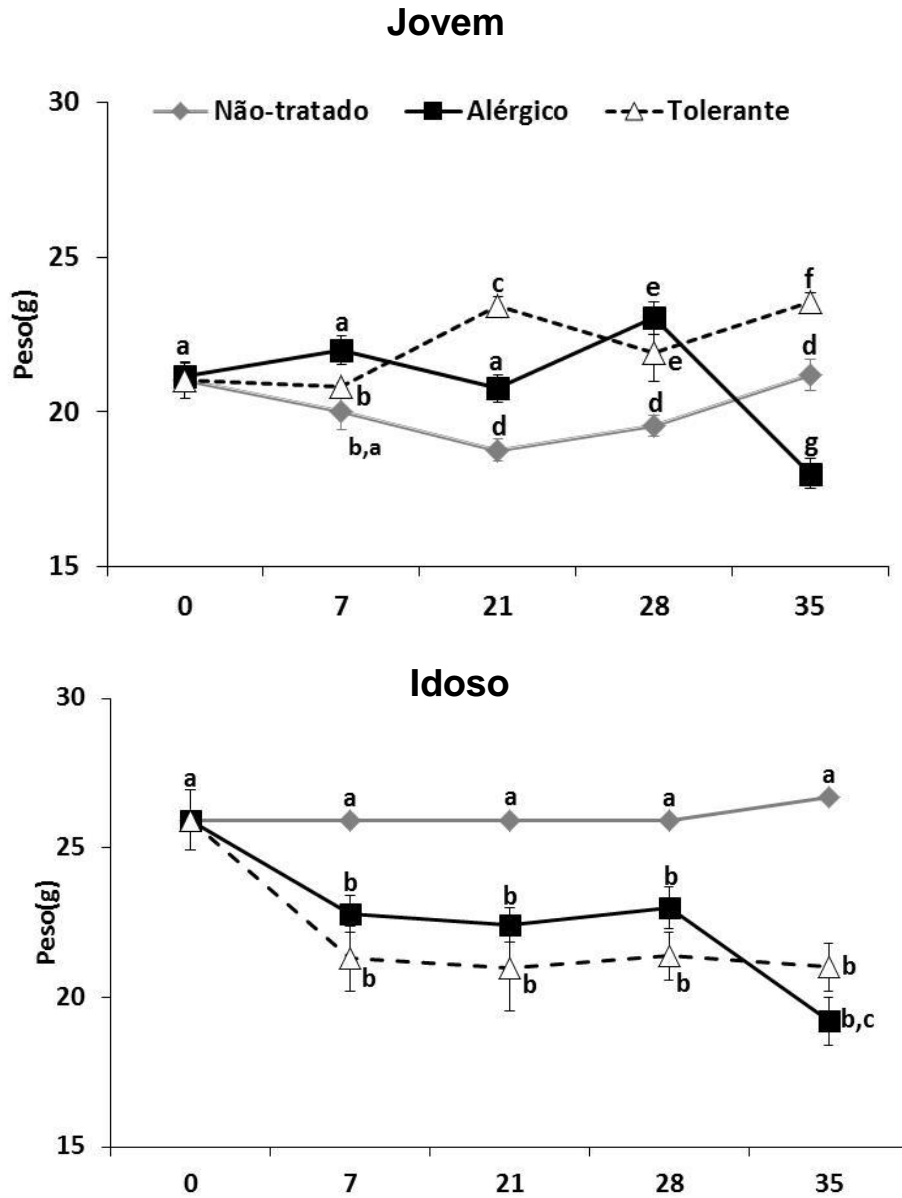 Jovem
30
Não-tratado Alérgico Tolerante
25
c e f
a a a e d
20
b d d g
b,a
15
Peso(g)
0 7 21 28 35
Idoso
30
a a a a a
25
b b b
b b b b
20
b,c
15
Peso(g)
0 7 21 28 35